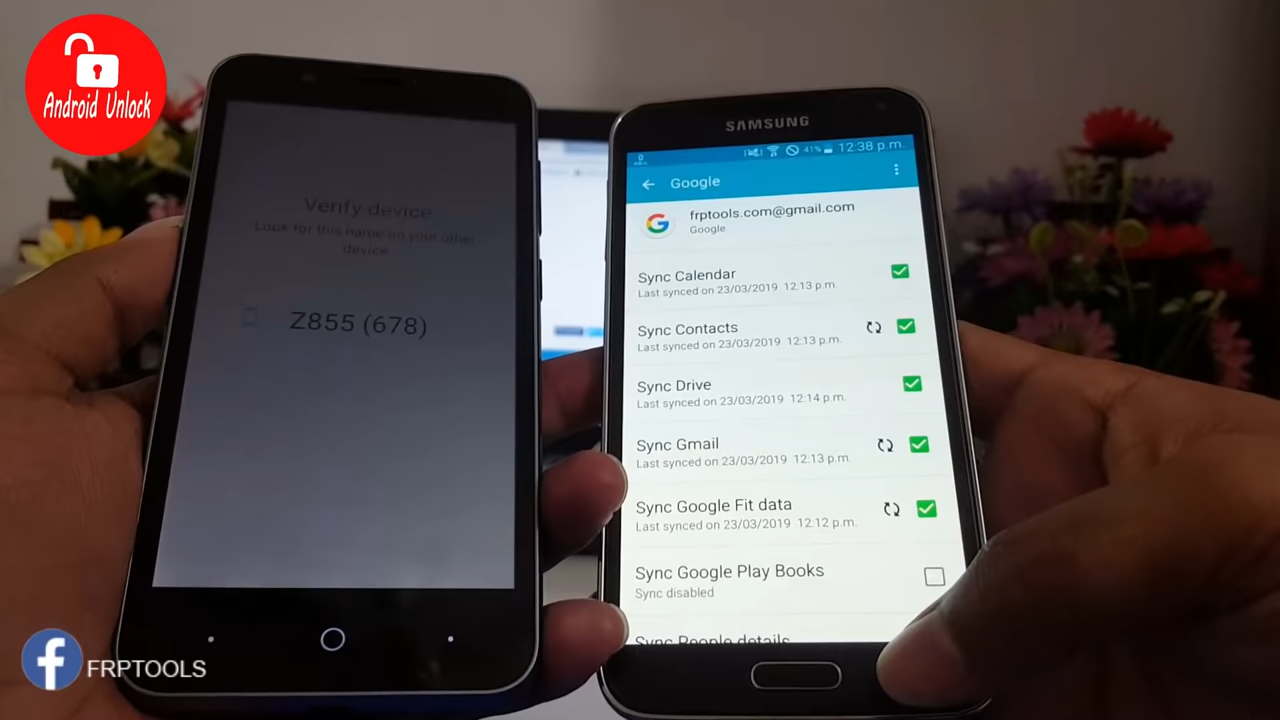 Android Unlock
Verify device
Look for this name on your other
device
Z855 (678)
SAMSUNG
41% 12:38 p.m.
Google
frptools.com@gmail.com
Google
Sync Calendar
Last synced on 23/03/2019 12:13 p.m.
Sync Contacts
Last synced on 23/03/2019 12:13 p.m.
Sync Drive
Last synced on 23/03/2019 12:14 p.m.
Sync Gmail
Last synced on 23/03/2019 12:13 p.m.
Sync Google Fit data
Last synced on 23/03/2019 12:12 p.m.
Sync Google Play Books
Sync disabled
Sync People details
f FRPTOOLS